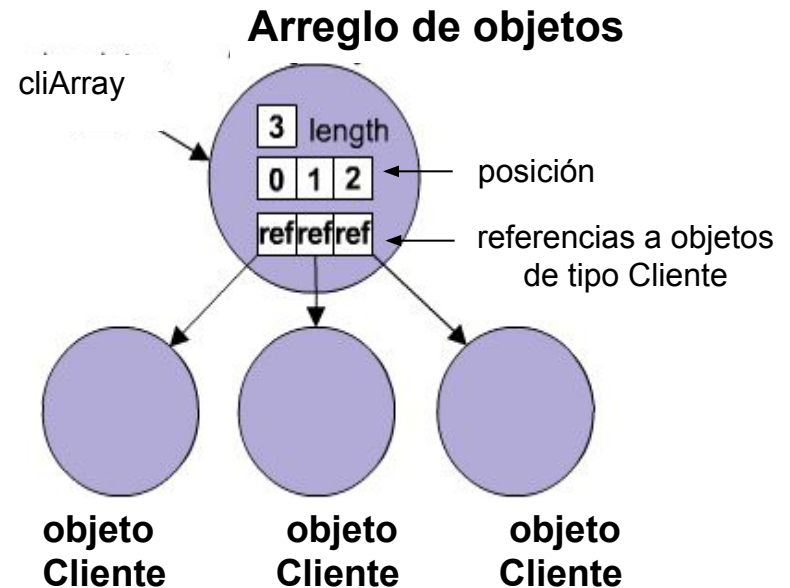 Arreglo de objetos
cliArray
3 length
0 1 2
posición
ref ref ref
referencias a objetos
de tipo Cliente
objeto
Cliente
objeto
Cliente
objeto
Cliente